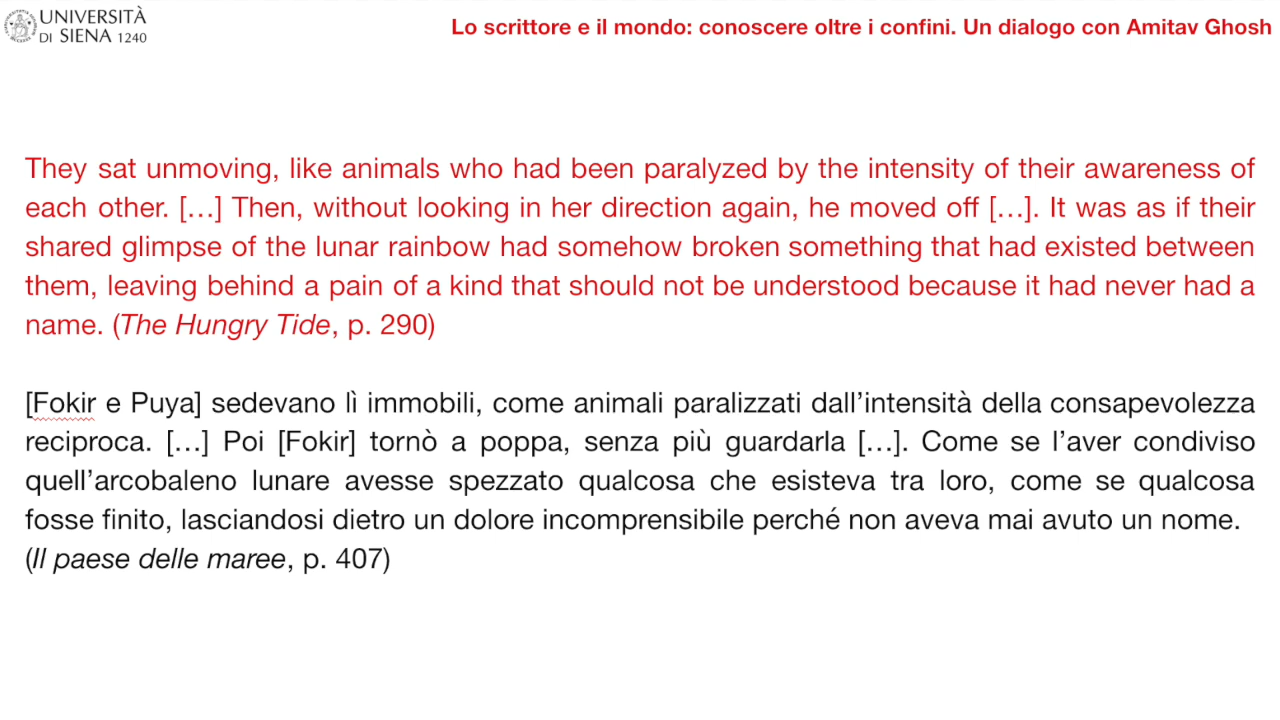 UNIVERSITÀ
DI SIENA 1240
Lo scrittore e il mondo: conoscere oltre i confini. Un dialogo con Amitav Ghosh
They sat unmoving, like animals who had been paralyzed by the intensity of their awareness of
each other. […] Then, without looking in her direction again, he moved off […]. It was as if their
shared glimpse of the lunar rainbow had somehow broken something that had existed between
them, leaving behind a pain of a kind that should not be understood because it had never had a
name. (The Hungry Tide, p. 290)
[Fokir e Puya] sedevano lì immobili, come animali paralizzati dall’intensità della consapevolezza
reciproca. […] Poi [Fokir] tornò a poppa, senza più guardarla […]. Come se l’aver condiviso
quell’arcobaleno lunare avesse spezzato qualcosa che esisteva tra loro, come se qualcosa
fosse finito, lasciandosi dietro un dolore incomprensibile perché non aveva mai avuto un nome.
(Il paese delle maree, p. 407)